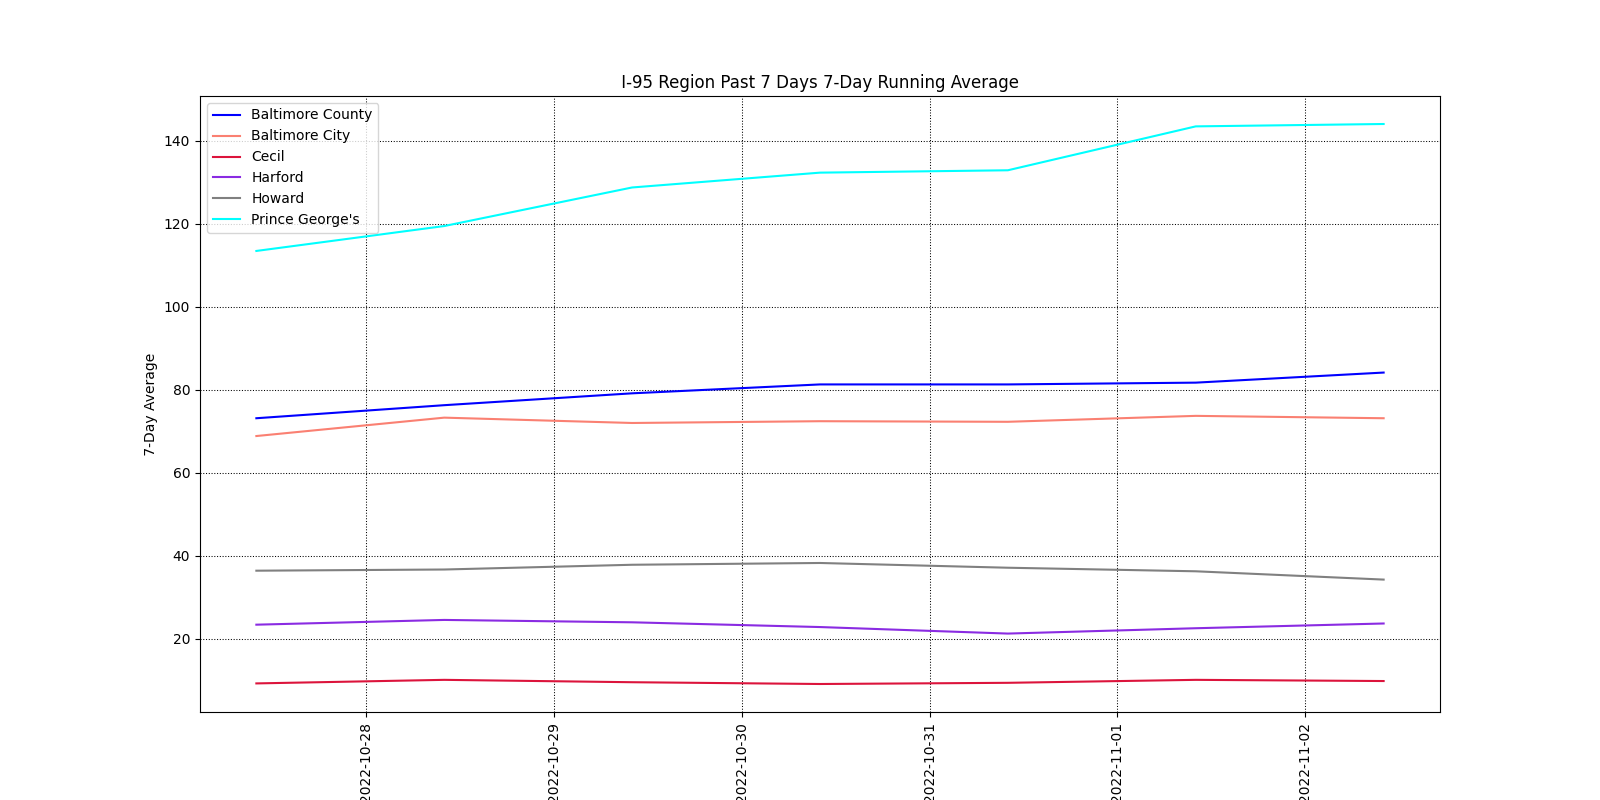 I-95 Region Past 7 Days 7-Day Running Average
Baltimore County
Baltimore City
Cecil
Harford
Howard
Prince George's
140
120
100
80
60
40
20
7-Day Average
2022-10-28
2022-10-29
2022-10-30
2022-10-31
2022-11-01
2022-11-02